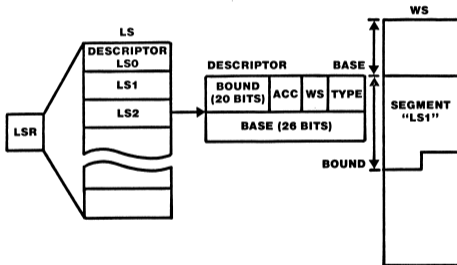 LS
WS
DESCRIPTOR
LS0
LS1
LS2
LSR
DESCRIPTOR
BASE
BOUND
(20 BITS)
ACC
WS
TYPE
BASE (26 BITS)
SEGMENT
"LS1"
BOUND